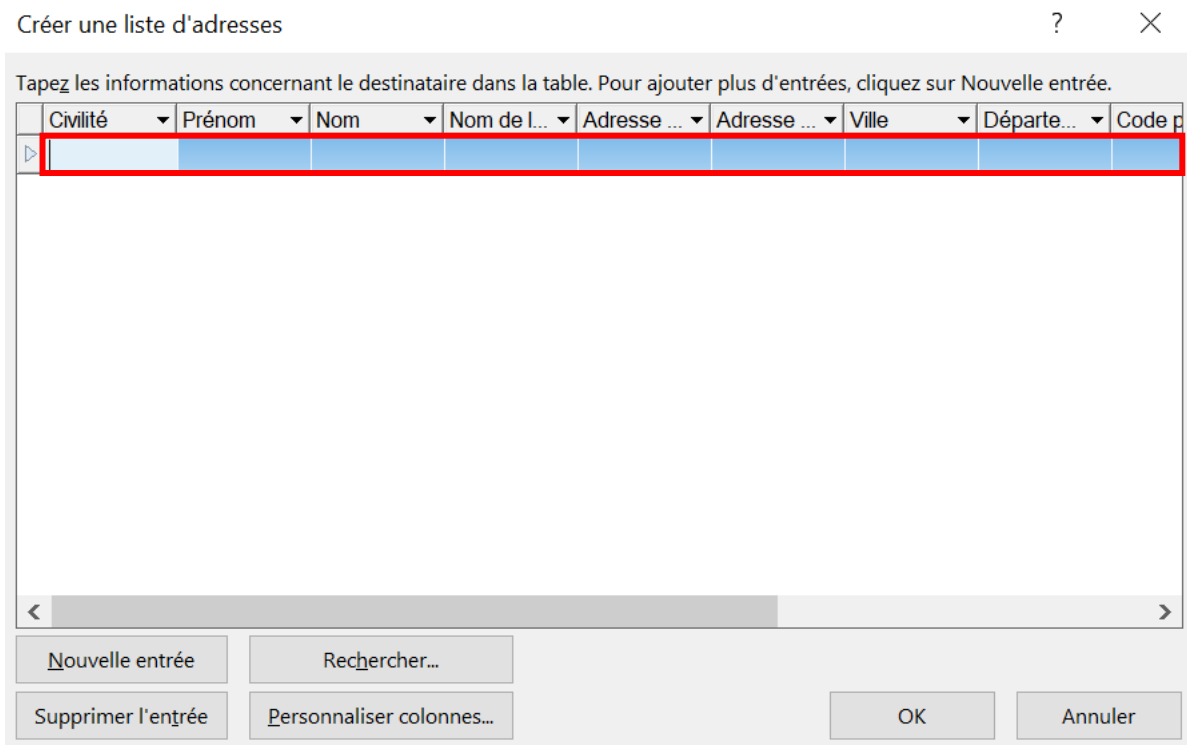 Créer une liste d'adresses ?
Tapez les informations concernant le destinataire dans la table. Pour ajouter plus d'entrées, cliquez sur Nouvelle entrée.
Civilité Prénom Nom Nom de l... Adresse ... Adresse ... Ville Départe... Code p
Nouvelle entrée Rechercher...
Supprimer l'entrée Personnaliser colonnes... OK Annuler